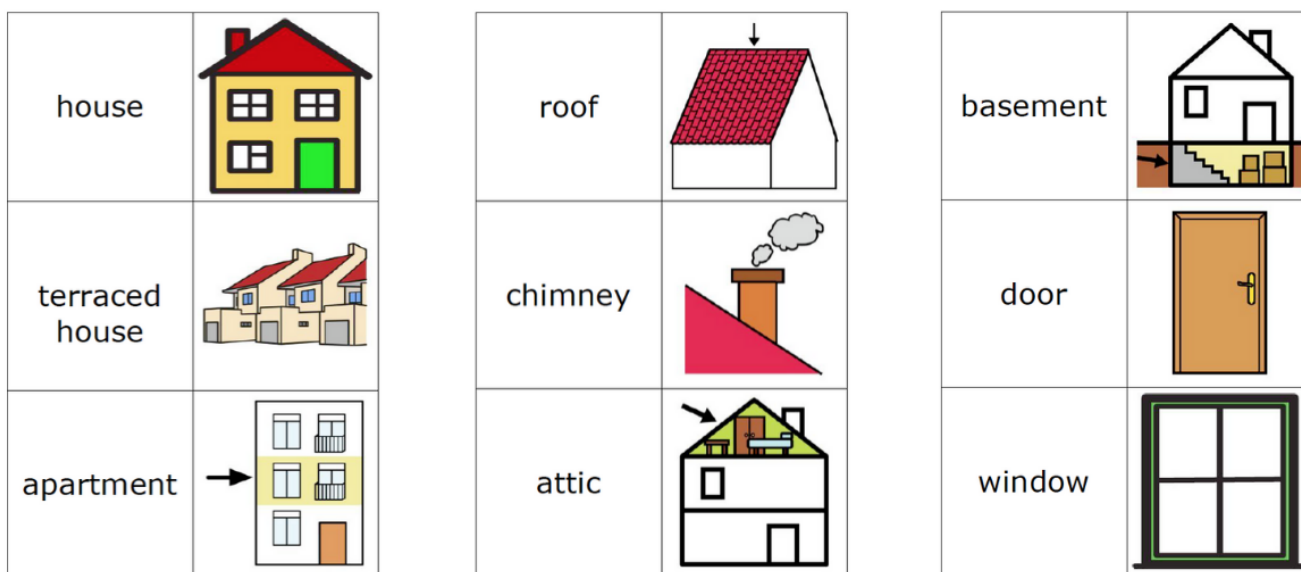 house
terraced
house
apartment
roof
chimney
attic
basement
door
window